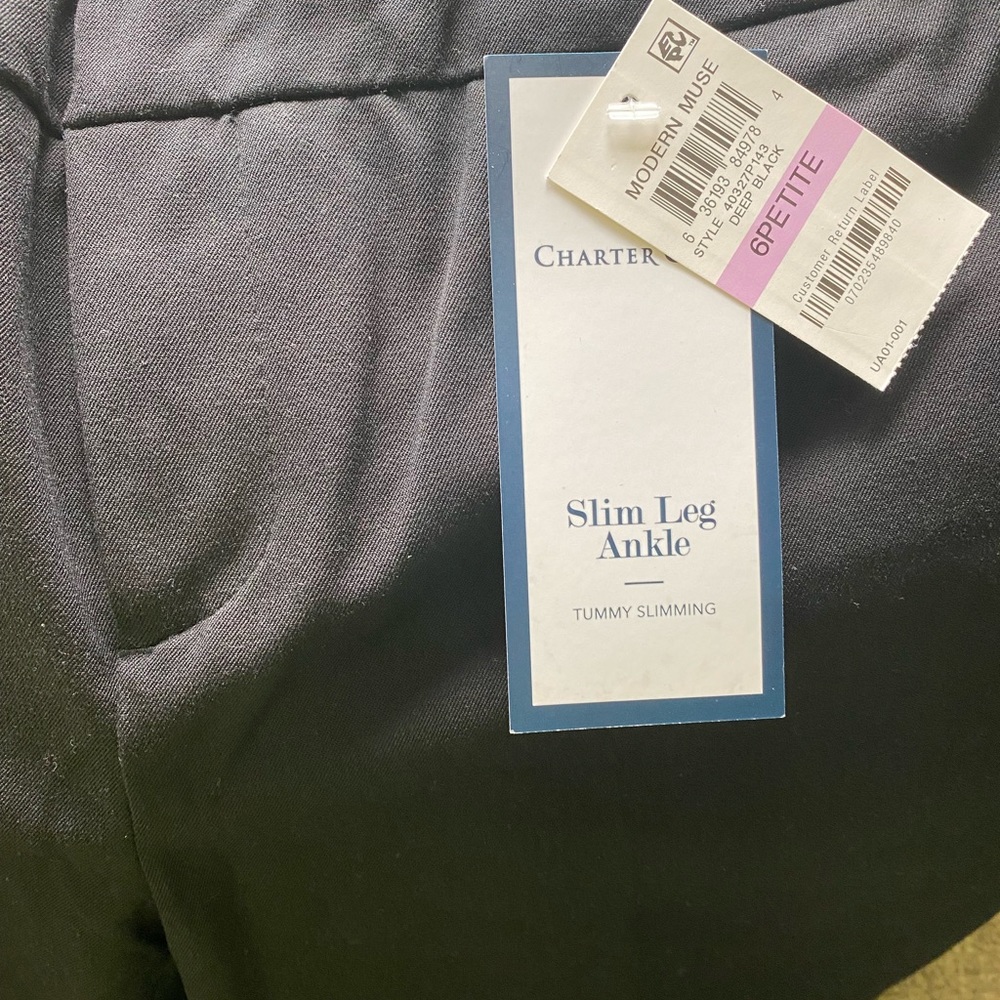 MODERN MUSE
6 36193 84978 4
STYLE 40327P143
DEEP BLACK
6PETITE
Customer Return Label
070235489840
UA01-001
CHARTER
Slim Leg
Ankle
TUMMY SLIMMING